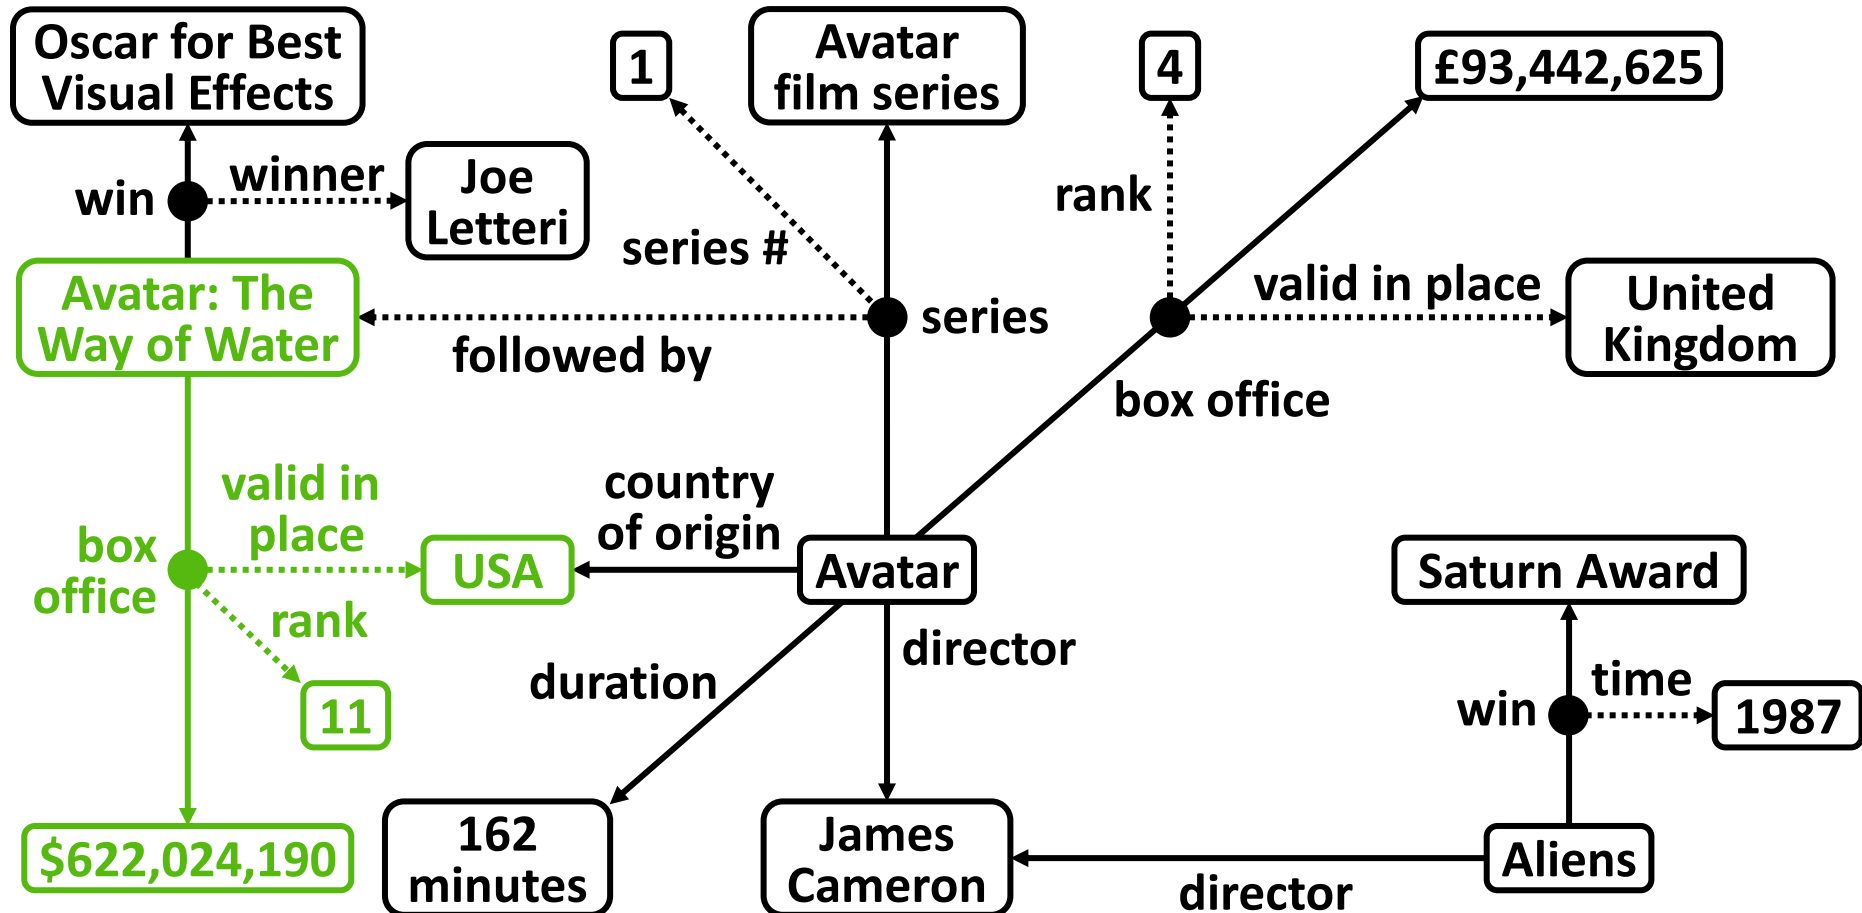 Oscar for Best
Visual Effects
1
Avatar
film series
4
£93,442,625
win
winner
Joe
Letteri
series #
rank
valid in place
United
Kingdom
Avatar: The
Way of Water
followed by
series
box office
valid in
place
box
office
rank
11
USA
country
of origin
Avatar
Saturn Award
duration
director
win
time
1987
$622,024,190
162
minutes
James
Cameron
director
Aliens